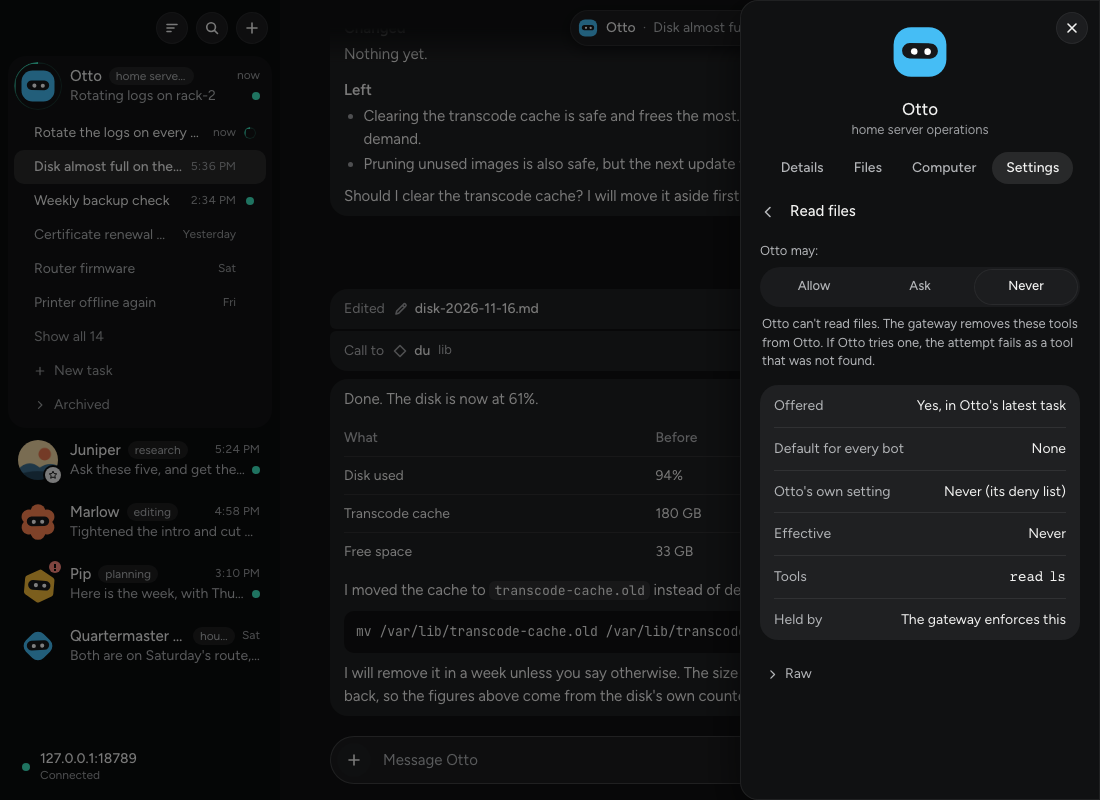 Otto
home serve...
now
Rotating logs on rack-2
Rotate the logs on every ...
now
Disk almost full on the...
5:36 PM
Weekly backup check
2:34 PM
Certificate renewal ...
Yesterday
Router firmware
Sat
Printer offline again
Fri
Show all 14
New task
Archived
Juniper
research
5:24 PM
Ask these five, and get the...
Marlow
editing
4:58 PM
Tightened the intro and cut ...
Pip
planning
3:10 PM
Here is the week, with Thu...
Quartermaster ...
hou...
Sat
Both are on Saturday's route,...
127.0.0.1:18789
Connected
Otto · Disk almost fu
Changed
Nothing yet.
Left
• Clearing the transcode cache is safe and frees the most.
demand.
• Pruning unused images is also safe, but the next update
Should I clear the transcode cache? I will move it aside first
Edited disk-2026-11-16.md
Call to du lib
Done. The disk is now at 61%.
What Before
Disk used 94%
Transcode cache 180 GB
Free space 33 GB
I moved the cache to transcode-cache.old instead of de
mv /var/lib/transcode-cache.old /var/lib/transcod
I will remove it in a week unless you say otherwise. The size
back, so the figures above come from the disk's own count
Message Otto
Otto
home server operations
Details Files Computer Settings
Read files
Otto may:
Allow Ask Never
Otto can't read files. The gateway removes these tools
from Otto. If Otto tries one, the attempt fails as a tool
that was not found.
Offered Yes, in Otto's latest task
Default for every bot None
Otto's own setting Never (its deny list)
Effective Never
Tools read ls
Held by The gateway enforces this
Raw